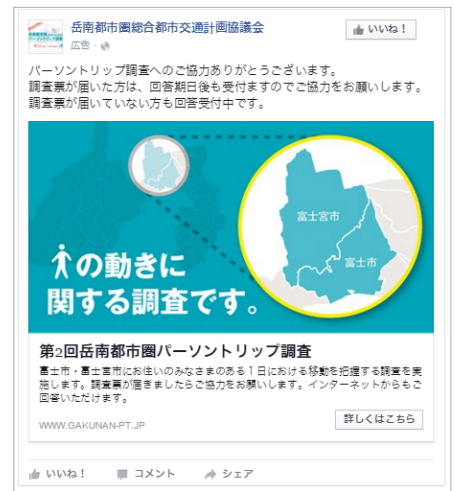 岳南都市圏総合都市交通計画協議会
いいね！
広告・
パーソントリップ調査へのご協力ありがとうございます。
調査票が届いた方は、回答期日後も受付ますのでご協力をお願いします。
調査票が届いていない方も回答受付中です。
富士宮市
富士市
の動きに
関する調査です。
第2回岳南都市圏パーソントリップ調査
富士市・富士宮市にお住いのみなさまのある１日における移動を把握する調査を実
施します。調査票が届きましたらご協力をお願いします。インターネットからもご
回答いただけます。
WWW.GAKUNAN-PT.JP
詳しくはこちら
いいね！ コメント シェア